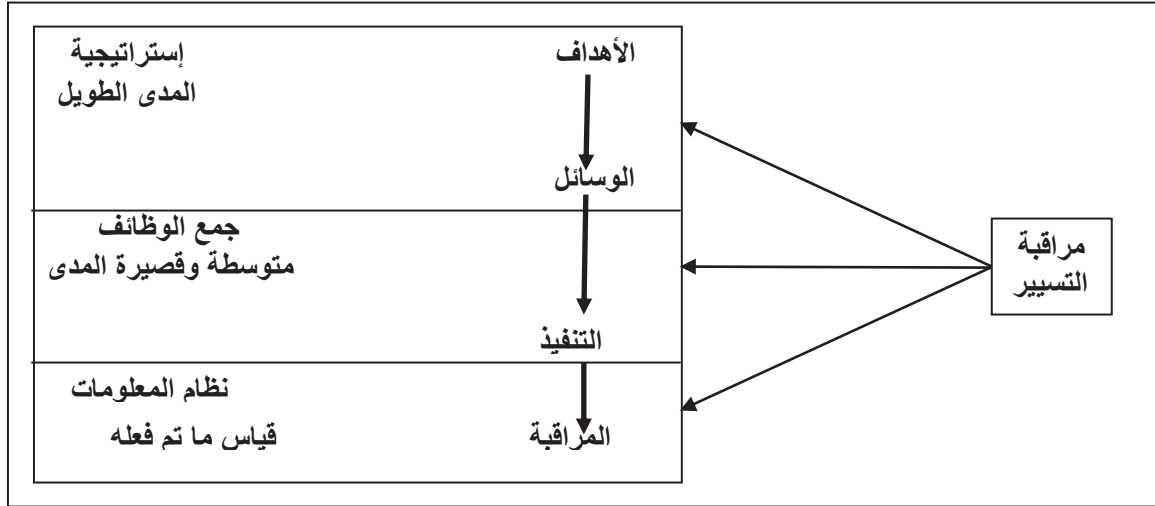 مراقبة
التسيير
الأهداف
إستراتيجية
المدى الطويل
الوسائل
جمع الوظائف
متوسطة وقصيرة المدى
التنفيذ
نظام المعلومات
المراقبة
قياس ما تم فعله